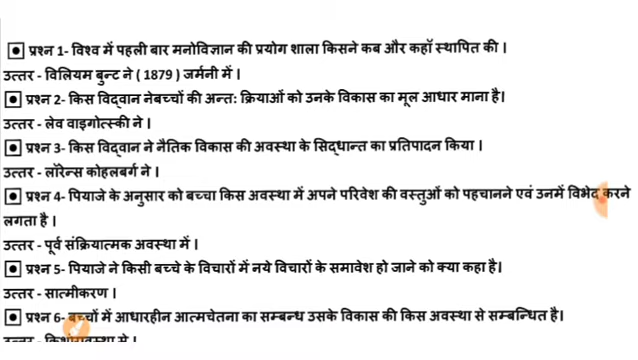 प्रश्न 1- विश्व में पहली बार मनोविज्ञान की प्रयोग शाला किसने कब और कहाँ स्थापित की।
उत्तर - विलियम बुन्ट ने ( 1879 ) जर्मनी में।
प्रश्न 2- किस विद्वान नेबच्चों की अन्त: क्रियाओं को उनके विकास का मूल आधार माना है।
उत्तर - लेव वाइगोत्स्की ने।
प्रश्न 3- किस विद्वान ने नैतिक विकास की अवस्था के सिद्धान्त का प्रतिपादन किया।
उत्तर - लॉरेन्स कोहलबर्ग ने।
प्रश्न 4- पियाजे के अनुसार को बच्चा किस अवस्था में अपने परिवेश की वस्तुओं को पहचानने एवं उनमें विभेद करने
लगता है।
उत्तर - पूर्व संक्रियात्मक अवस्था में।
प्रश्न 5- पियाजे ने किसी बच्चे के विचारों में नये विचारों के समावेश हो जाने को क्या कहा है।
उत्तर - सात्मीकरण।
प्रश्न 6- बच्चों में आधारहीन आत्मचेतना का सम्बन्ध उसके विकास की किस अवस्था से सम्बन्धित है।
उत्तर - किशोरावस्था से।